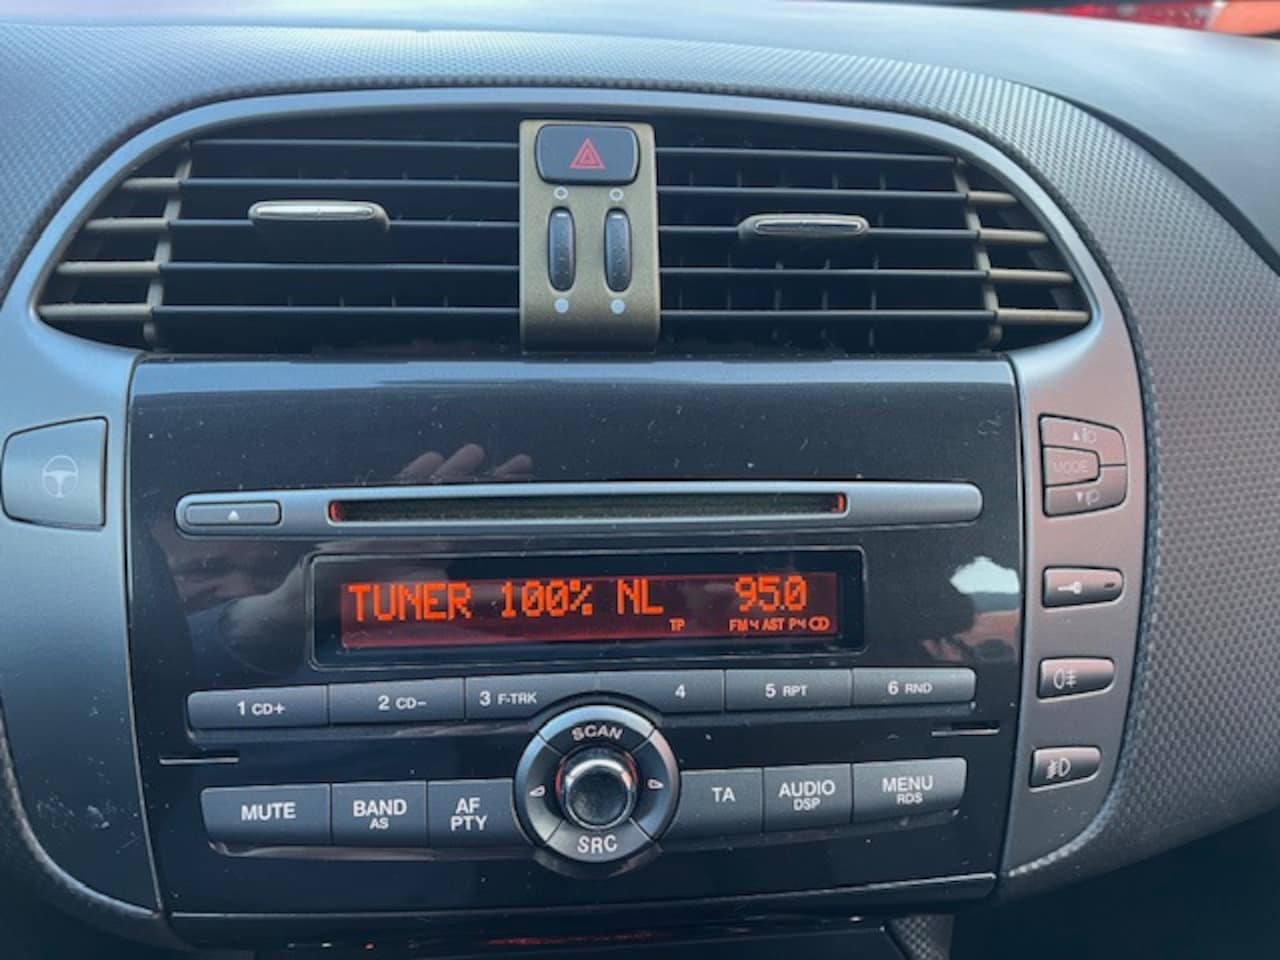 MODE
TUNER 100% NL 95.0
TP FM4 AST P4 CD
1 CD+ 2 CD- 3 F-TRK 4 5 RPT 6 RND
SCAN
MUTE BAND AS AF PTY TA AUDIO DSP MENU RDS
SRC